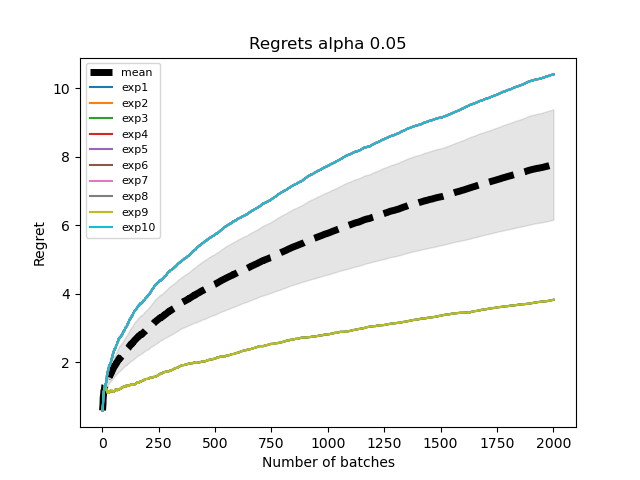 Regrets alpha 0.05
mean
exp1
exp2
exp3
exp4
exp5
exp6
exp7
exp8
exp9
exp10
Regret
10
8
6
4
2
0 250 500 750 1000 1250 1500 1750 2000
Number of batches